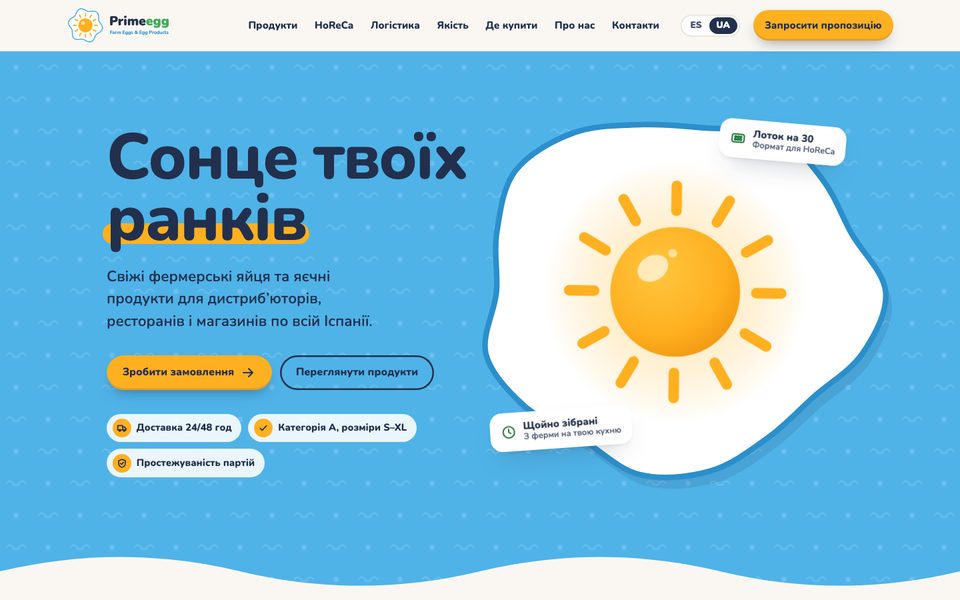 Primeegg
Farm Eggs & Egg Products
Продукти
HoReCa
Логістика
Якість
Де купити
Про нас
Контакти
ES
UA
Запросити пропозицію
Сонце твоїх
ранків
Свіжі фермерські яйця та яєчні
продукти для дистриб’юторів,
ресторанів і магазинів по всій Іспанії.
Зробити замовлення
Переглянути продукти
Доставка 24/48 год
Категорія А, розміри S–XL
Простежуваність партій
Лоток на 30
Формат для HoReCa
Щойно зібрані
З ферми на твою кухню